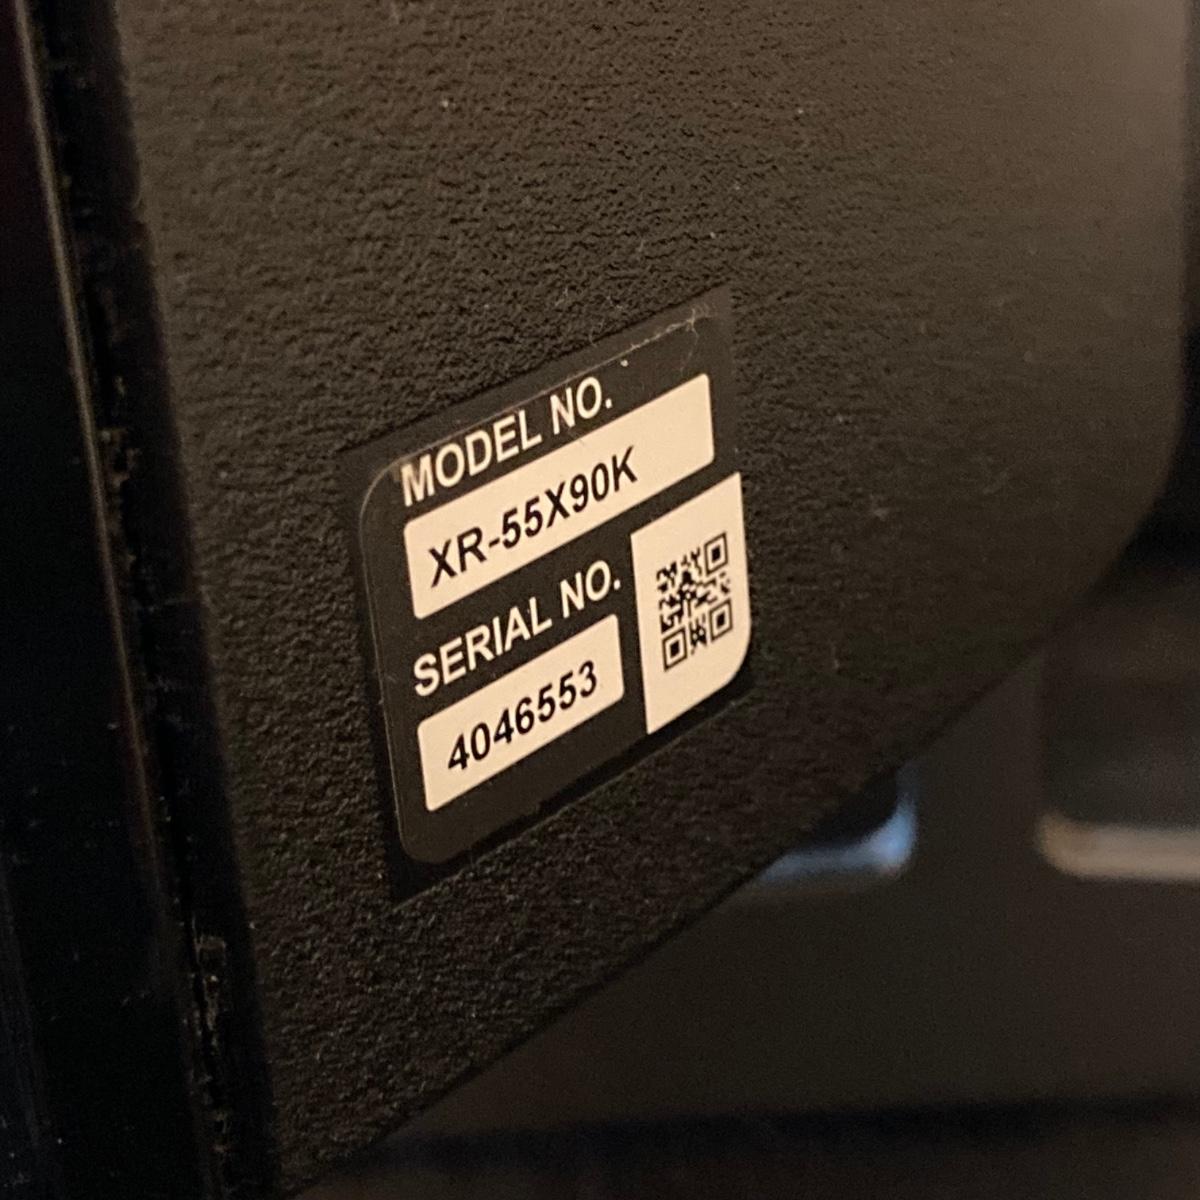 MODEL NO.
XR-55X90K
SERIAL NO.
4046553